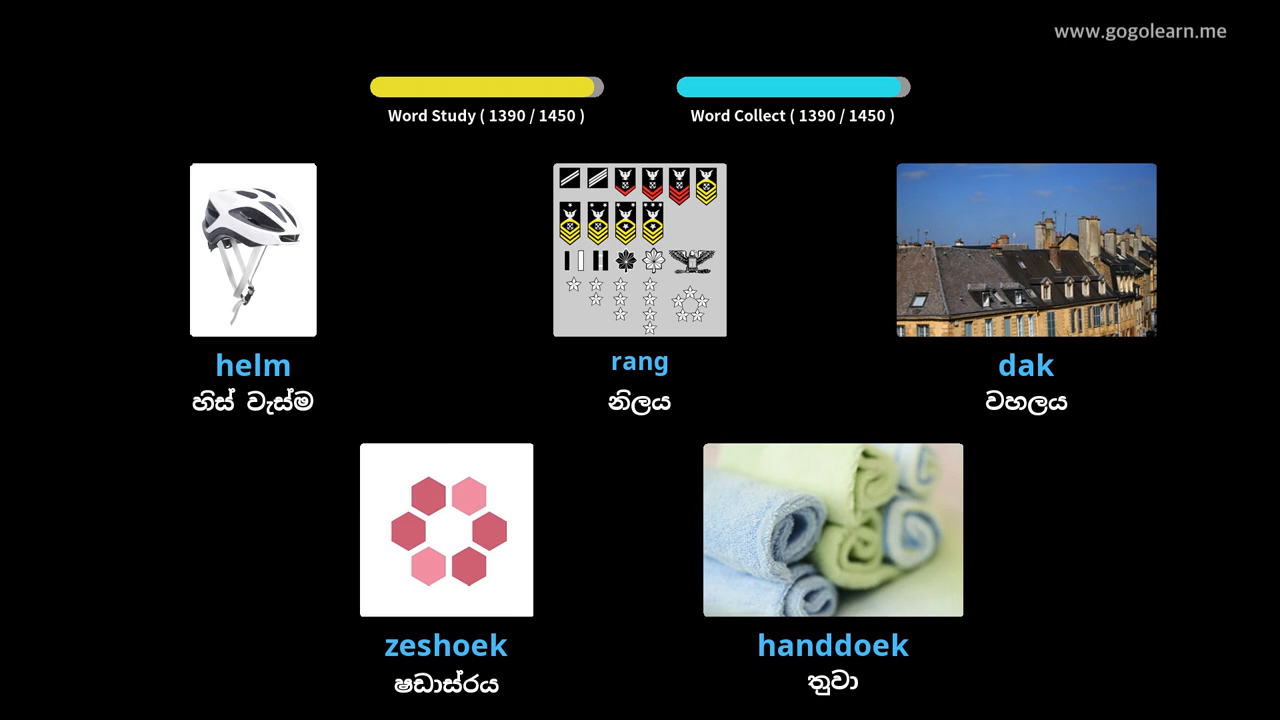 www.gogolearn.me
Word Study ( 1390 / 1450 )
Word Collect ( 1390 / 1450 )
helm
හිස් වැස්ම
rang
නිලය
dak
වහලය
zeshoek
ෂඩාස්රය
handdoek
තුවා